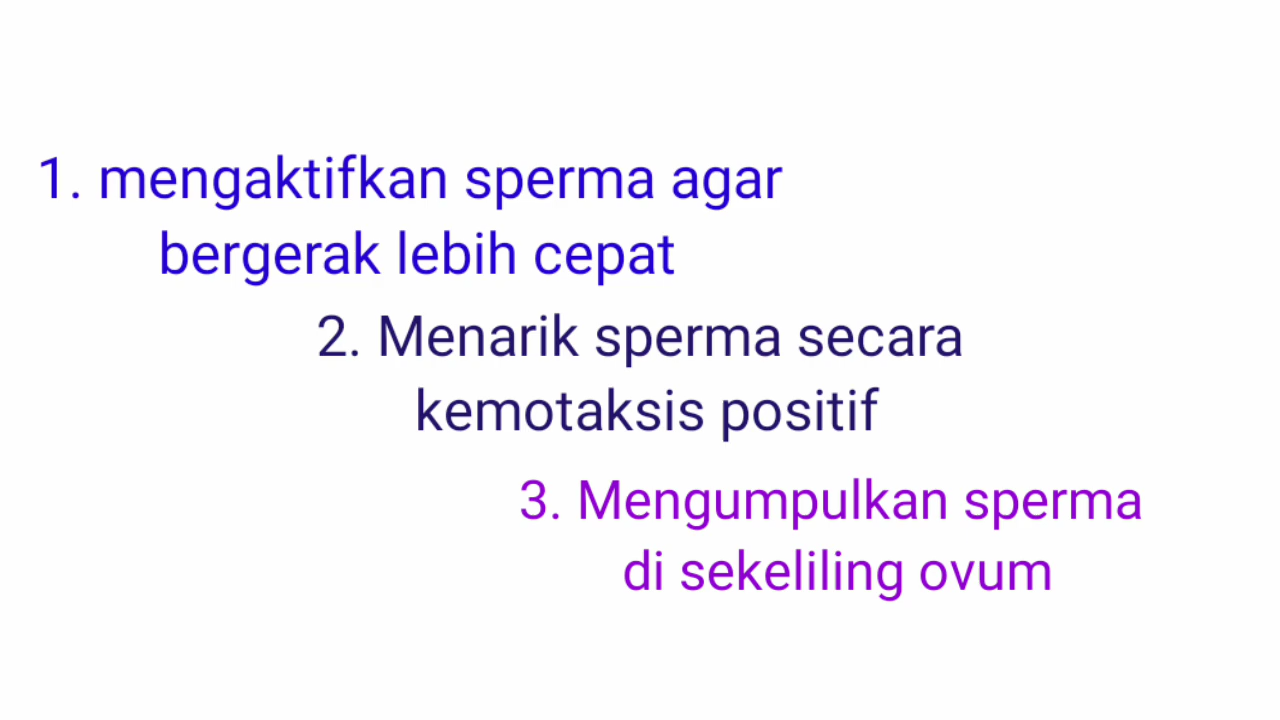 1. mengaktifkan sperma agar
bergerak lebih cepat
2. Menarik sperma secara
kemotaksis positif
3. Mengumpulkan sperma
di sekeliling ovum